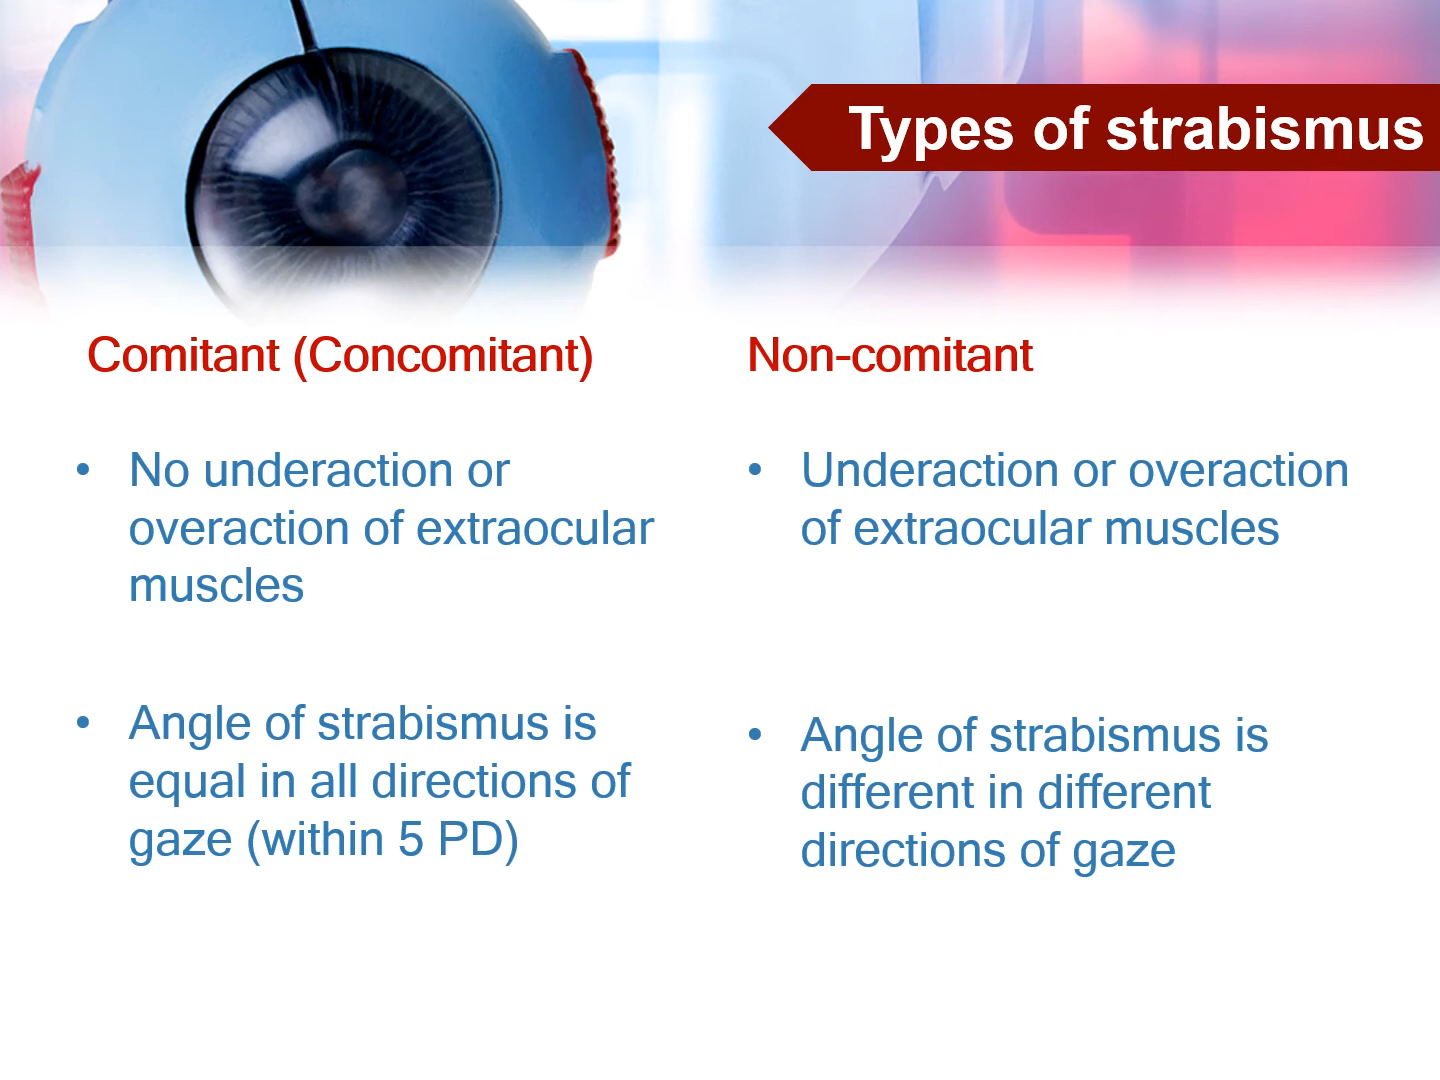 Types of strabismus
Comitant (Concomitant)
• No underaction or
overaction of extraocular
muscles
• Angle of strabismus is
equal in all directions of
gaze (within 5 PD)
Non-comitant
• Underaction or overaction
of extraocular muscles
• Angle of strabismus is
different in different
directions of gaze